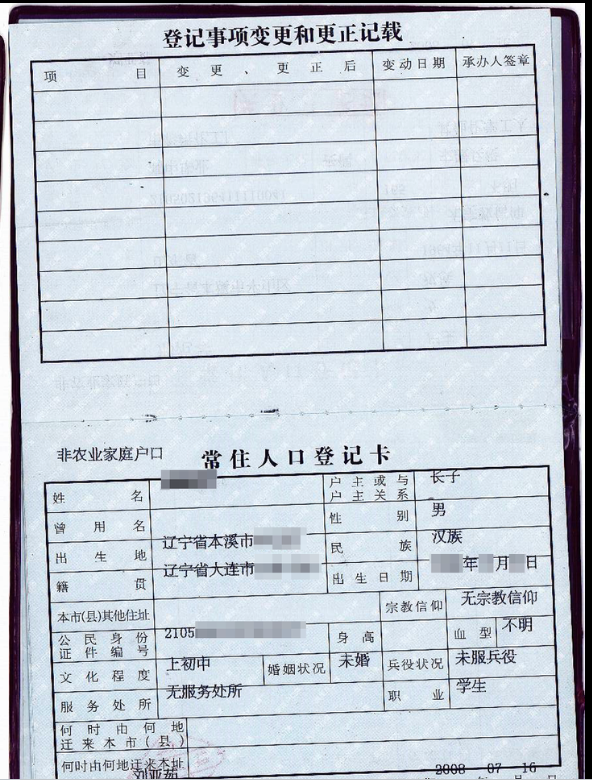 登记事项变更和更正记载
项 目 变 更 、 更 正 后 变动日期 承办人签章
非农业家庭户口 常住人口登记卡
姓 名 户主或与户主关系 长子
曾用名 性 别 男
出生地 辽宁省本溪市 民 族 汉族
籍 贯 辽宁省大连市 出生日期 年 月 日
本市(县)其他住址 宗教信仰 无宗教信仰
公民身份证件编号 2105 身高 血型 不明
文化程度 上初中 婚姻状况 未婚 兵役状况 未服兵役
服务处所 无服务处所 职 业 学生
何时由何地迁来本市(县)
何时由何地迁来本址
2008 07 16